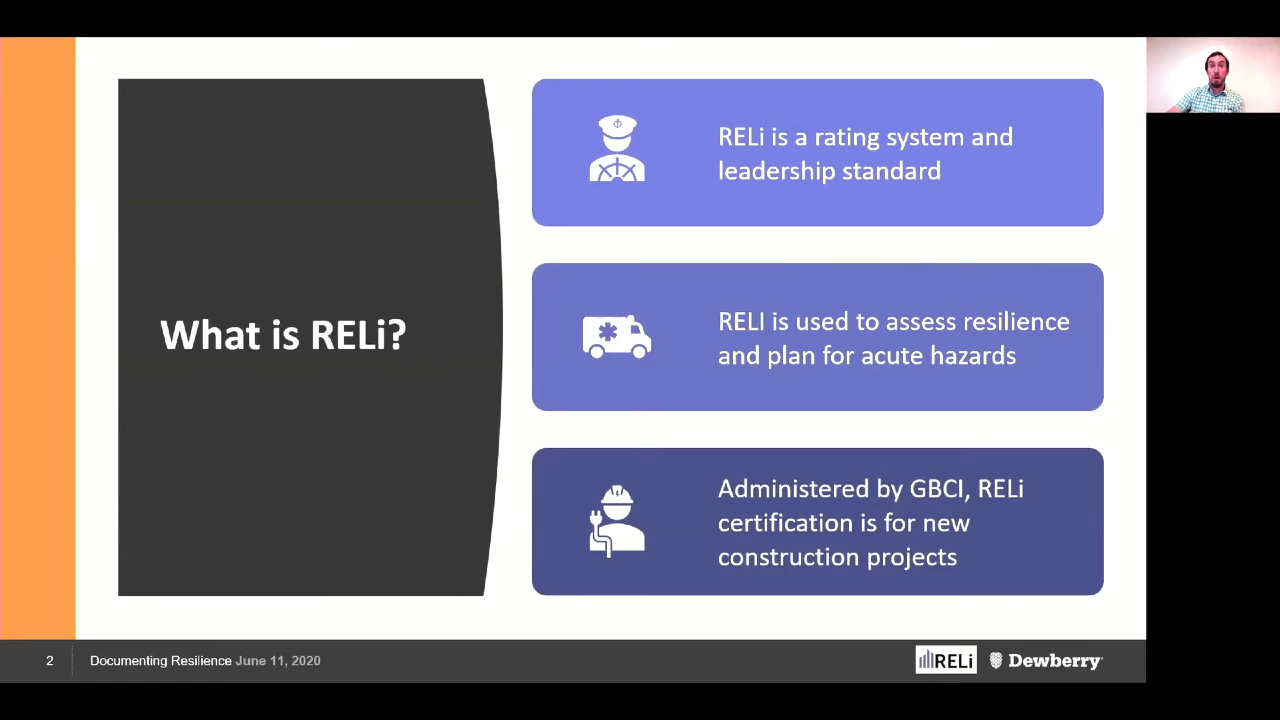 What is RELi?
RELi is a rating system and
leadership standard
RELI is used to assess resilience
and plan for acute hazards
Administered by GBCI, RELi
certification is for new
construction projects
2
Documenting Resilience June 11, 2020
RELi
Dewberry